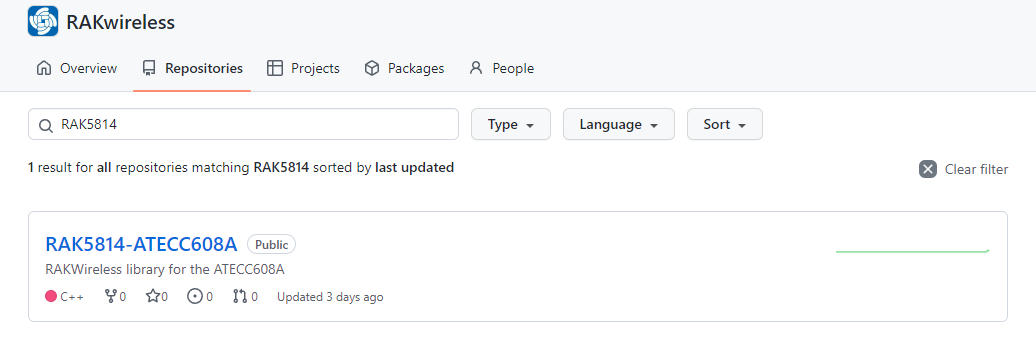 RAKwireless
Overview Repositories Projects Packages People
RAK5814 Type Language Sort
1 result for all repositories matching RAK5814 sorted by last updated Clear filter
RAK5814-ATECC608A Public
RAKWireless library for the ATECC608A
C++ 0 0 0 0 Updated 3 days ago